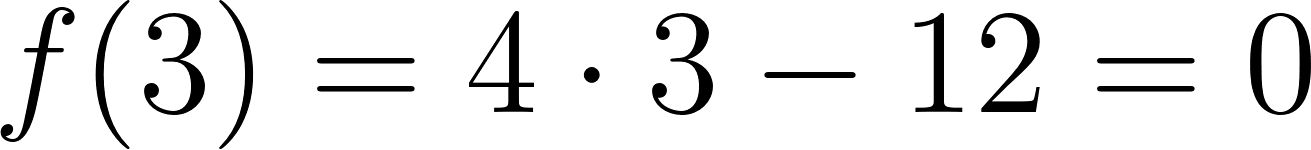 f(3) = 4 · 3 − 12 = 0